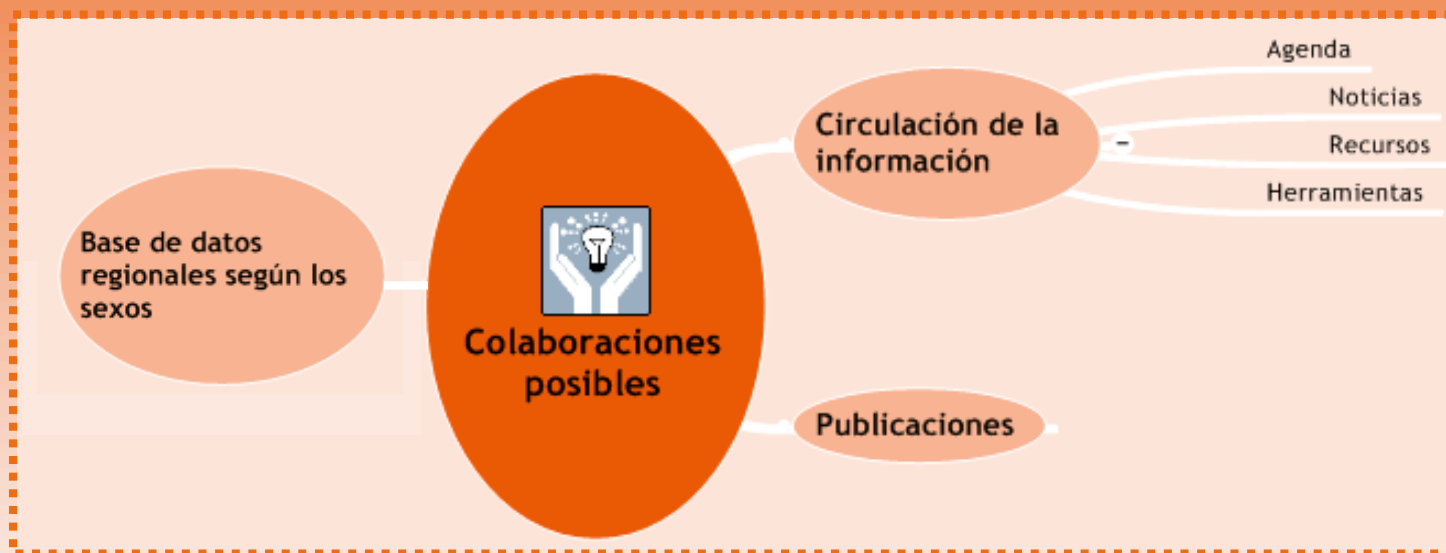 Base de datos
regionales según los
sexos
Colaboraciones
posibles
Circulación de la
información
Agenda
Noticias
Recursos
Herramientas
Publicaciones